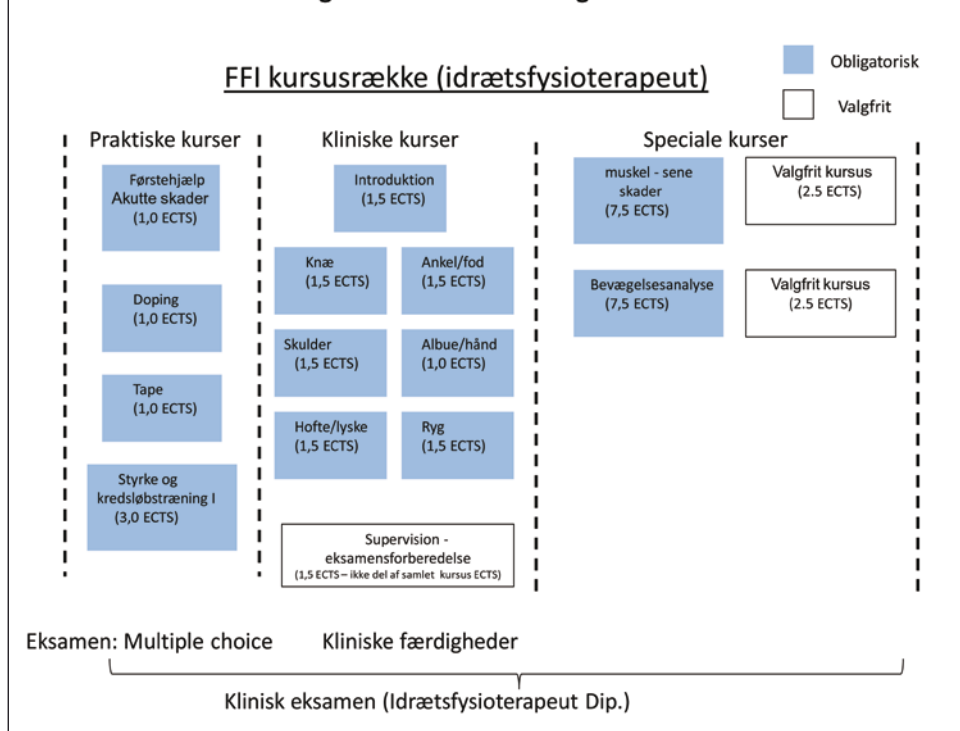 FFI kursusrække (idrætsfysioterapeut)
Obligatorisk
Valgfrit
Praktiske kurser
Førstehjælp
Akutte skader
(1,0 ECTS)
Doping
(1,0 ECTS)
Tape
(1,0 ECTS)
Styrke og
kredsløbstræning I
(3,0 ECTS)
Kliniske kurser
Introduktion
(1,5 ECTS)
Knæ
(1,5 ECTS)
Ankel/fod
(1,5 ECTS)
Skulder
(1,5 ECTS)
Albue/hånd
(1,0 ECTS)
Hofte/lyske
(1,5 ECTS)
Ryg
(1,5 ECTS)
Supervision -
eksamensforberedelse
(1,5 ECTS – ikke del af samlet kursus ECTS)
Speciale kurser
muskel - sene
skader
(7,5 ECTS)
Valgfrit kursus
(2.5 ECTS)
Bevægelsesanalyse
(7,5 ECTS)
Valgfrit kursus
(2.5 ECTS)
Eksamen: Multiple choice
Kliniske færdigheder
Klinisk eksamen (Idrætsfysioterapeut Dip.)